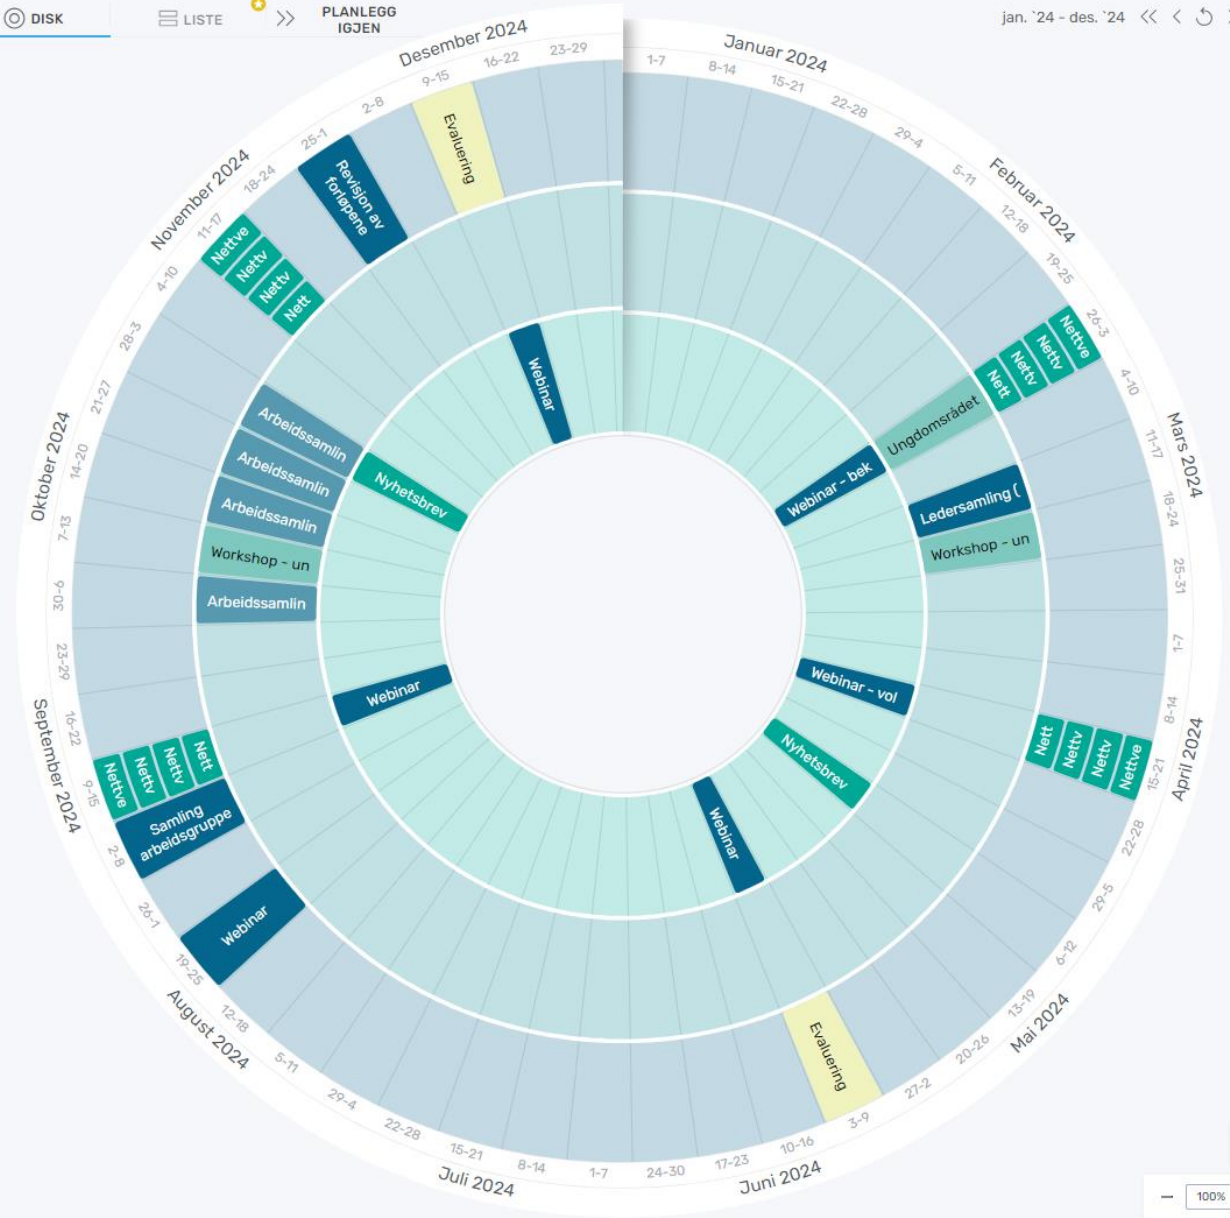 DISK
LISTE
PLANLEGG
IGJEN
jan. `24 - des. `24
Januar 2024
1-7
8-14
15-21
22-28
29-4
Februar 2024
5-11
12-18
19-25
26-3
Mars 2024
4-10
11-17
18-24
25-31
1-7
April 2024
8-14
15-21
22-28
29-5
Mai 2024
6-12
13-19
20-26
27-2
Juni 2024
3-9
10-16
17-23
24-30
Juli 2024
1-7
8-14
15-21
22-28
29-4
August 2024
5-11
12-18
19-25
26-1
September 2024
2-8
9-15
16-22
23-29
30-6
Oktober 2024
7-13
14-20
21-27
28-3
November 2024
4-10
11-17
18-24
25-1
Desember 2024
2-8
9-15
16-22
23-29
Nettve
Nettv
Nettv
Nett
Ungdomsrådet
Webinar - bek
Ledersamling (
Workshop - un
Webinar - vol
Nett
Nettv
Nettv
Nettve
Nyhetsbrev
Webinar
Evaluering
Webinar
Samling
arbeidsgruppe
Nettve
Nettv
Nettv
Nett
Webinar
Arbeidssamlin
Workshop - un
Arbeidssamlin
Arbeidssamlin
Arbeidssamlin
Nyhetsbrev
Nettve
Nettv
Nettv
Nett
Revisjon av
forløpene
Webinar
Evaluering
100%